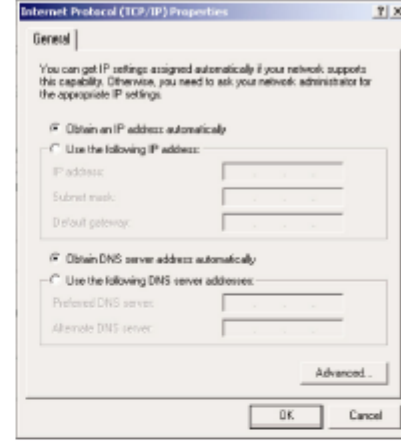 Internet Protocol (TCP/IP) Properties
General
You can get IP settings assigned automatically if your network supports
this capability. Otherwise, you need to ask your network administrator for
the appropriate IP settings.
Obtain an IP address automatically
Use the following IP address:
IP address:
Subnet mask:
Default gateway:
Obtain DNS server address automatically
Use the following DNS server addresses:
Preferred DNS server:
Alternate DNS server:
Advanced...
OK
Cancel